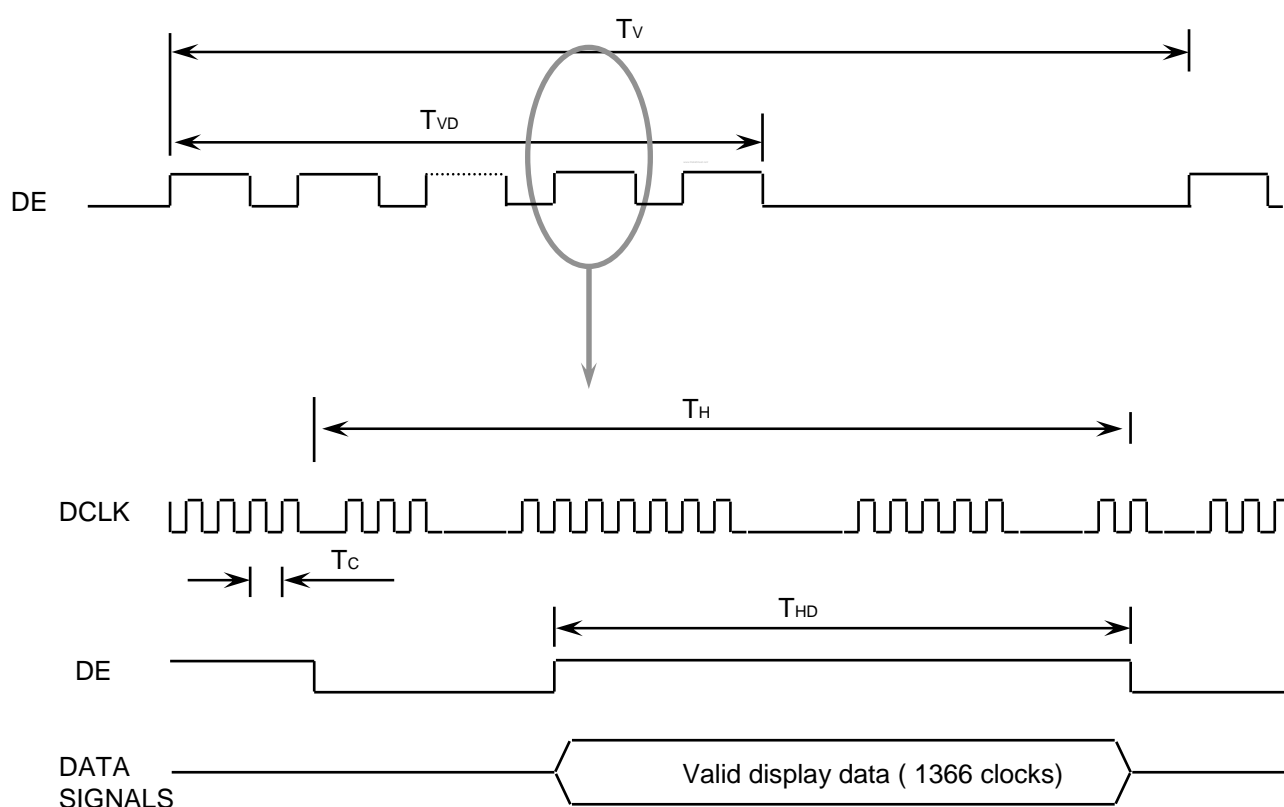 TV
TVD
DE
TH
DCLK
TC
THD
DE
DATA
SIGNALS
Valid display data ( 1366 clocks)